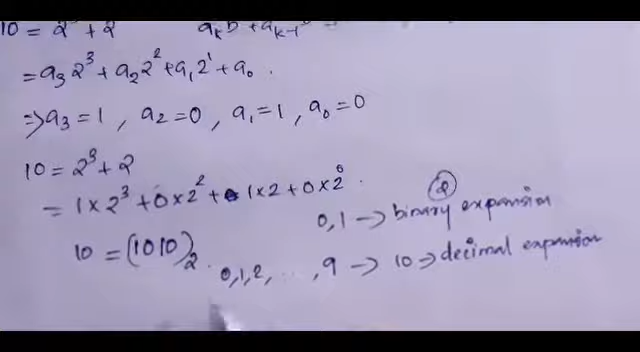 10 = 2³ + 2
= a₃2³ + a₂2² + a₁2¹ + a₀.
⇒ a₃ = 1, a₂ = 0, a₁ = 1, a₀ = 0
10 = 2³ + 2
= 1 × 2³ + 0 × 2² + 1 × 2 + 0 × 2⁰.
②
0, 1 → binary expansion
10 = (1010)₂.
0, 1, 2, ..., 9 → 10 ⇒ decimal expansion